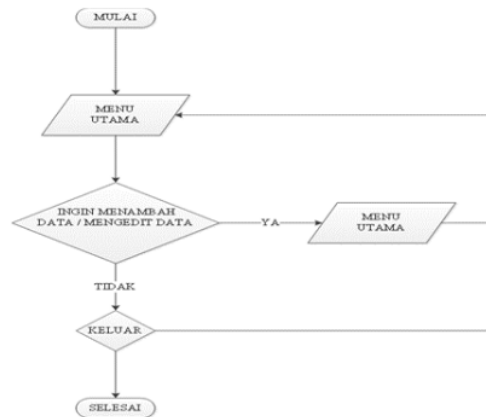 MULAI
MENU
UTAMA
INGIN MENAMBAH
DATA / MENGEDIT DATA
YA
MENU
UTAMA
TIDAK
KELUAR
SELESAI